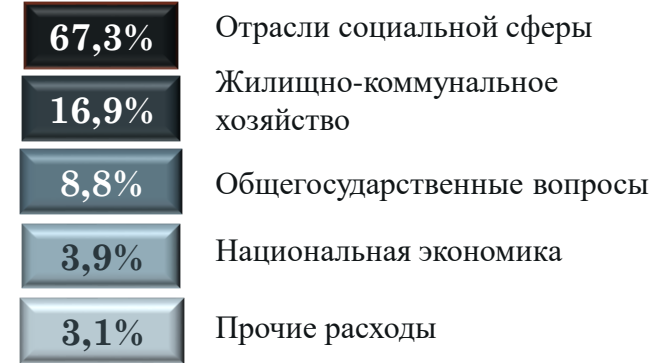 67,3% Отрасли социальной сферы
16,9% Жилищно-коммунальное
хозяйство
8,8% Общегосударственные вопросы
3,9% Национальная экономика
3,1% Прочие расходы